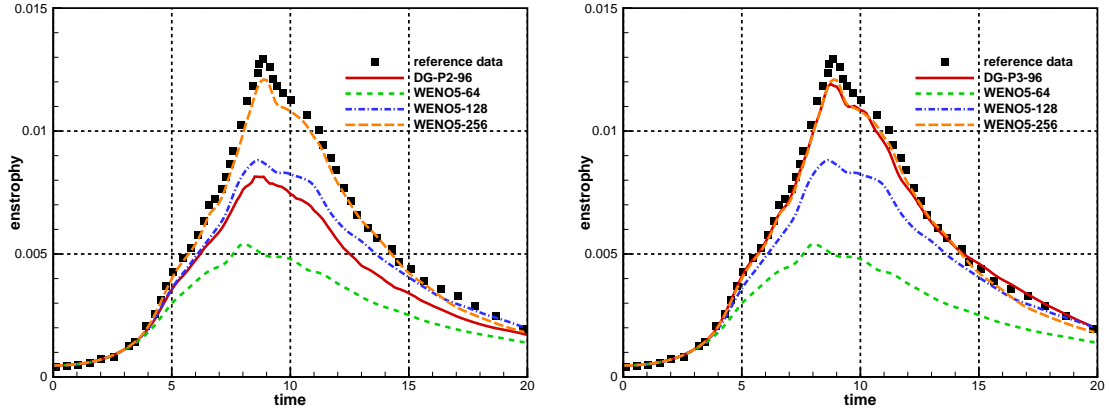 0.015
reference data
DG-P2-96
WENO5-64
WENO5-128
WENO5-256
0.01
enstrophy
0.005
0
0 5 10 15 20
time
0.015
reference data
DG-P3-96
WENO5-64
WENO5-128
WENO5-256
0.01
enstrophy
0.005
0
0 5 10 15 20
time